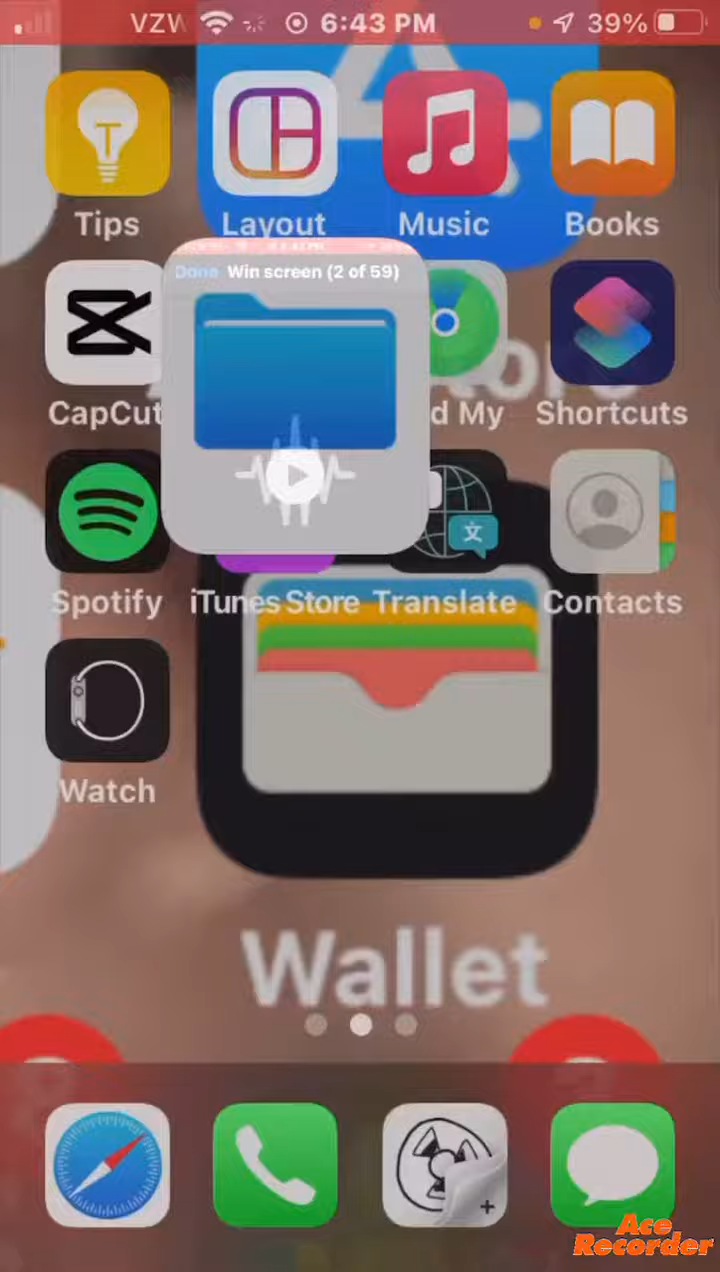 VZW 6:43 PM 39%
Tips Layout Music Books
Done Win screen (2 of 59)
CapCut d My Shortcuts
Spotify iTunes Store Translate Contacts
Watch
Wallet
Ace
Recorder